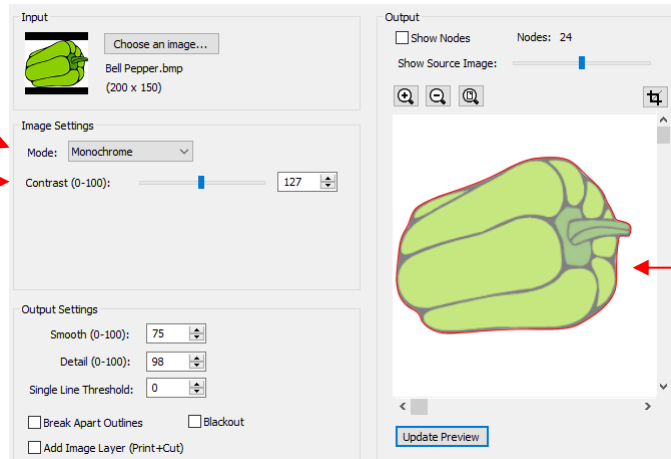 Input
Choose an image...
Bell Pepper.bmp
(200 x 150)
Image Settings
Mode: Monochrome
Contrast (0-100): 127
Output Settings
Smooth (0-100): 75
Detail (0-100): 98
Single Line Threshold: 0
Break Apart Outlines Blackout
Add Image Layer (Print+Cut)
Output
Show Nodes Nodes: 24
Show Source Image:
Update Preview